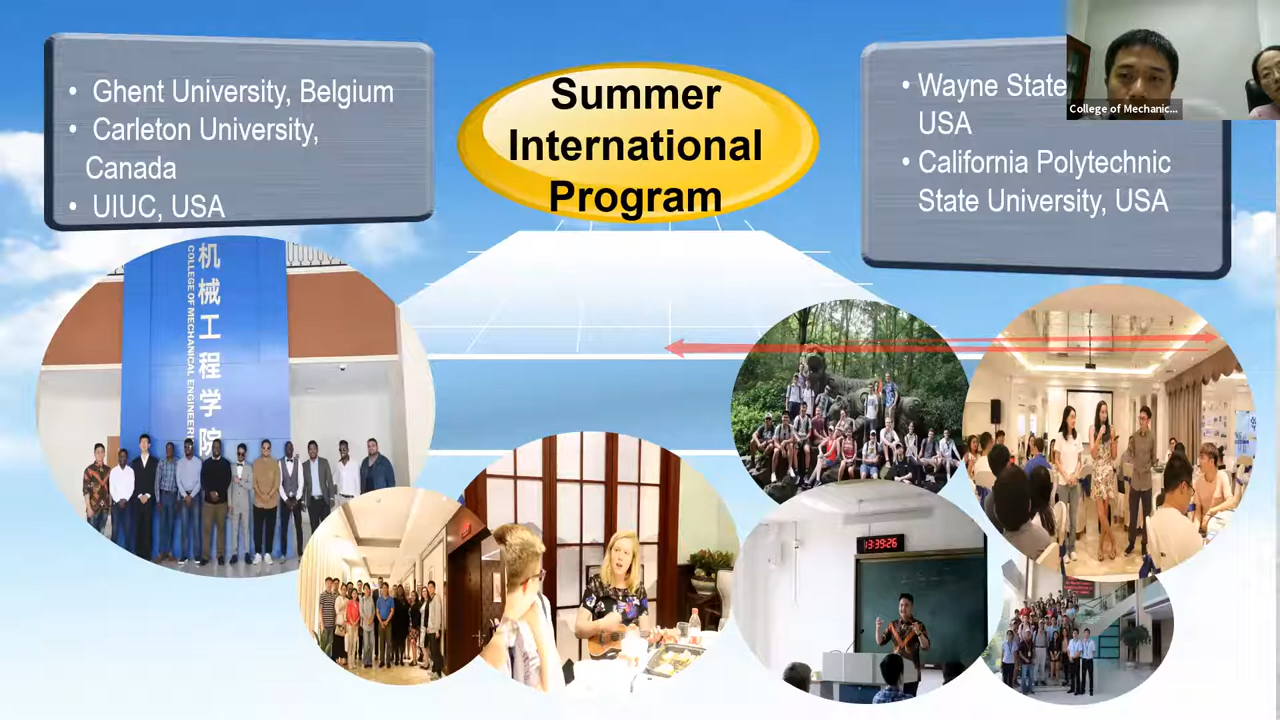 • Ghent University, Belgium
• Carleton University,
Canada
• UIUC, USA
Summer
International
Program
• Wayne State
USA
• California Polytechnic
State University, USA
College of Mechanic...
机械工程学院
COLLEGE OF MECHANICAL ENGINEERING
13:39:26